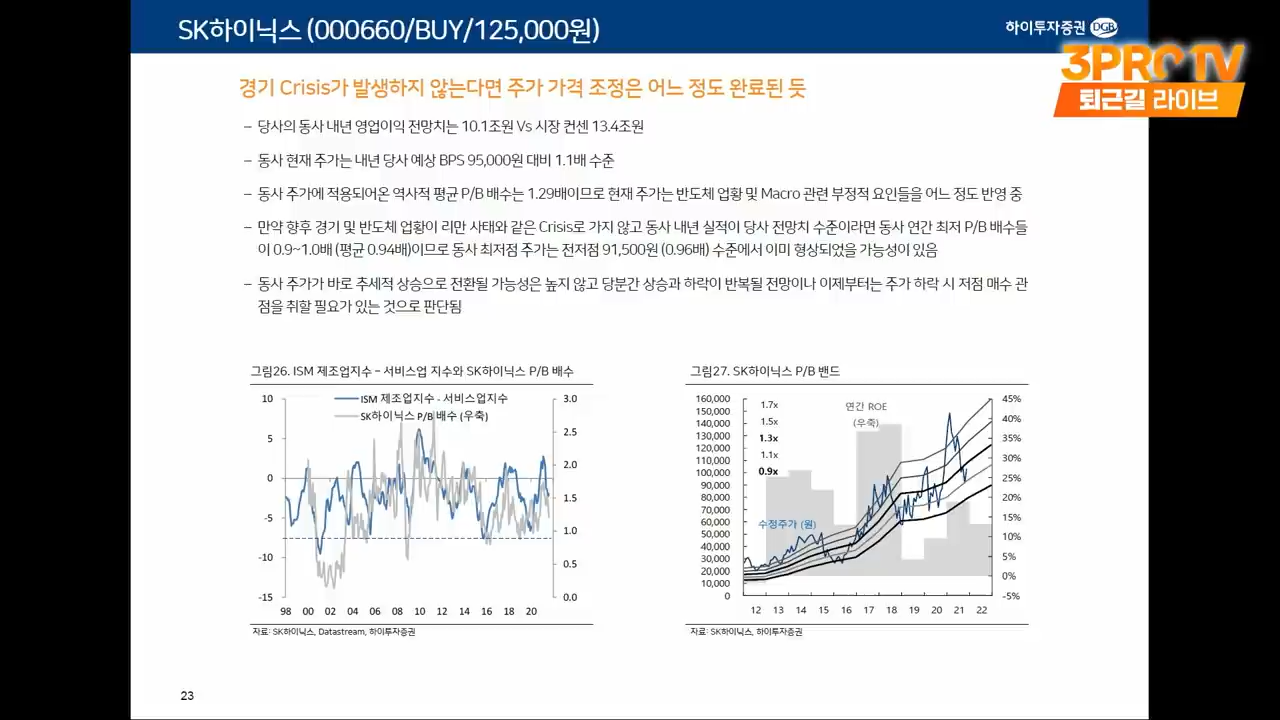 SK하이닉스 (000660/BUY/125,000원)
하이투자증권 DGB
3PRO TV
퇴근길 라이브
경기 Crisis가 발생하지 않는다면 주가 가격 조정은 어느 정도 완료된 듯
– 당사의 동사 내년 영업이익 전망치는 10.1조원 Vs 시장 컨센 13.4조원
– 동사 현재 주가는 내년 당사 예상 BPS 95,000원 대비 1.1배 수준
– 동사 주가에 적용되어온 역사적 평균 P/B 배수는 1.29배이므로 현재 주가는 반도체 업황 및 Macro 관련 부정적 요인들을 어느 정도 반영 중
– 만약 향후 경기 및 반도체 업황이 리만 사태와 같은 Crisis로 가지 않고 동사 내년 실적이 당사 전망치 수준이라면 동사 연간 최저 P/B 배수들
이 0.9~1.0배 (평균 0.94배)이므로 동사 최저점 주가는 전저점 91,500원 (0.96배) 수준에서 이미 형상되었을 가능성이 있음
– 동사 주가가 바로 추세적 상승으로 전환될 가능성은 높지 않고 당분간 상승과 하락이 반복될 전망이나 이제부터는 주가 하락 시 저점 매수 관
점을 취할 필요가 있는 것으로 판단됨
그림26. ISM 제조업지수 – 서비스업 지수와 SK하이닉스 P/B 배수
ISM 제조업지수 - 서비스업지수
SK하이닉스 P/B 배수 (우축)
10
5
0
-5
-10
-15
3.0
2.5
2.0
1.5
1.0
0.5
0.0
98 00 02 04 06 08 10 12 14 16 18 20
자료: SK하이닉스, Datastream, 하이투자증권
그림27. SK하이닉스 P/B 밴드
160,000
150,000
140,000
130,000
120,000
110,000
100,000
90,000
80,000
70,000
60,000
50,000
40,000
30,000
20,000
10,000
0
1.7x
1.5x
1.3x
1.1x
0.9x
연간 ROE
(우축)
수정주가 (원)
45%
40%
35%
30%
25%
20%
15%
10%
5%
0%
-5%
12 13 14 15 16 17 18 19 20 21 22
자료: SK하이닉스, 하이투자증권
23